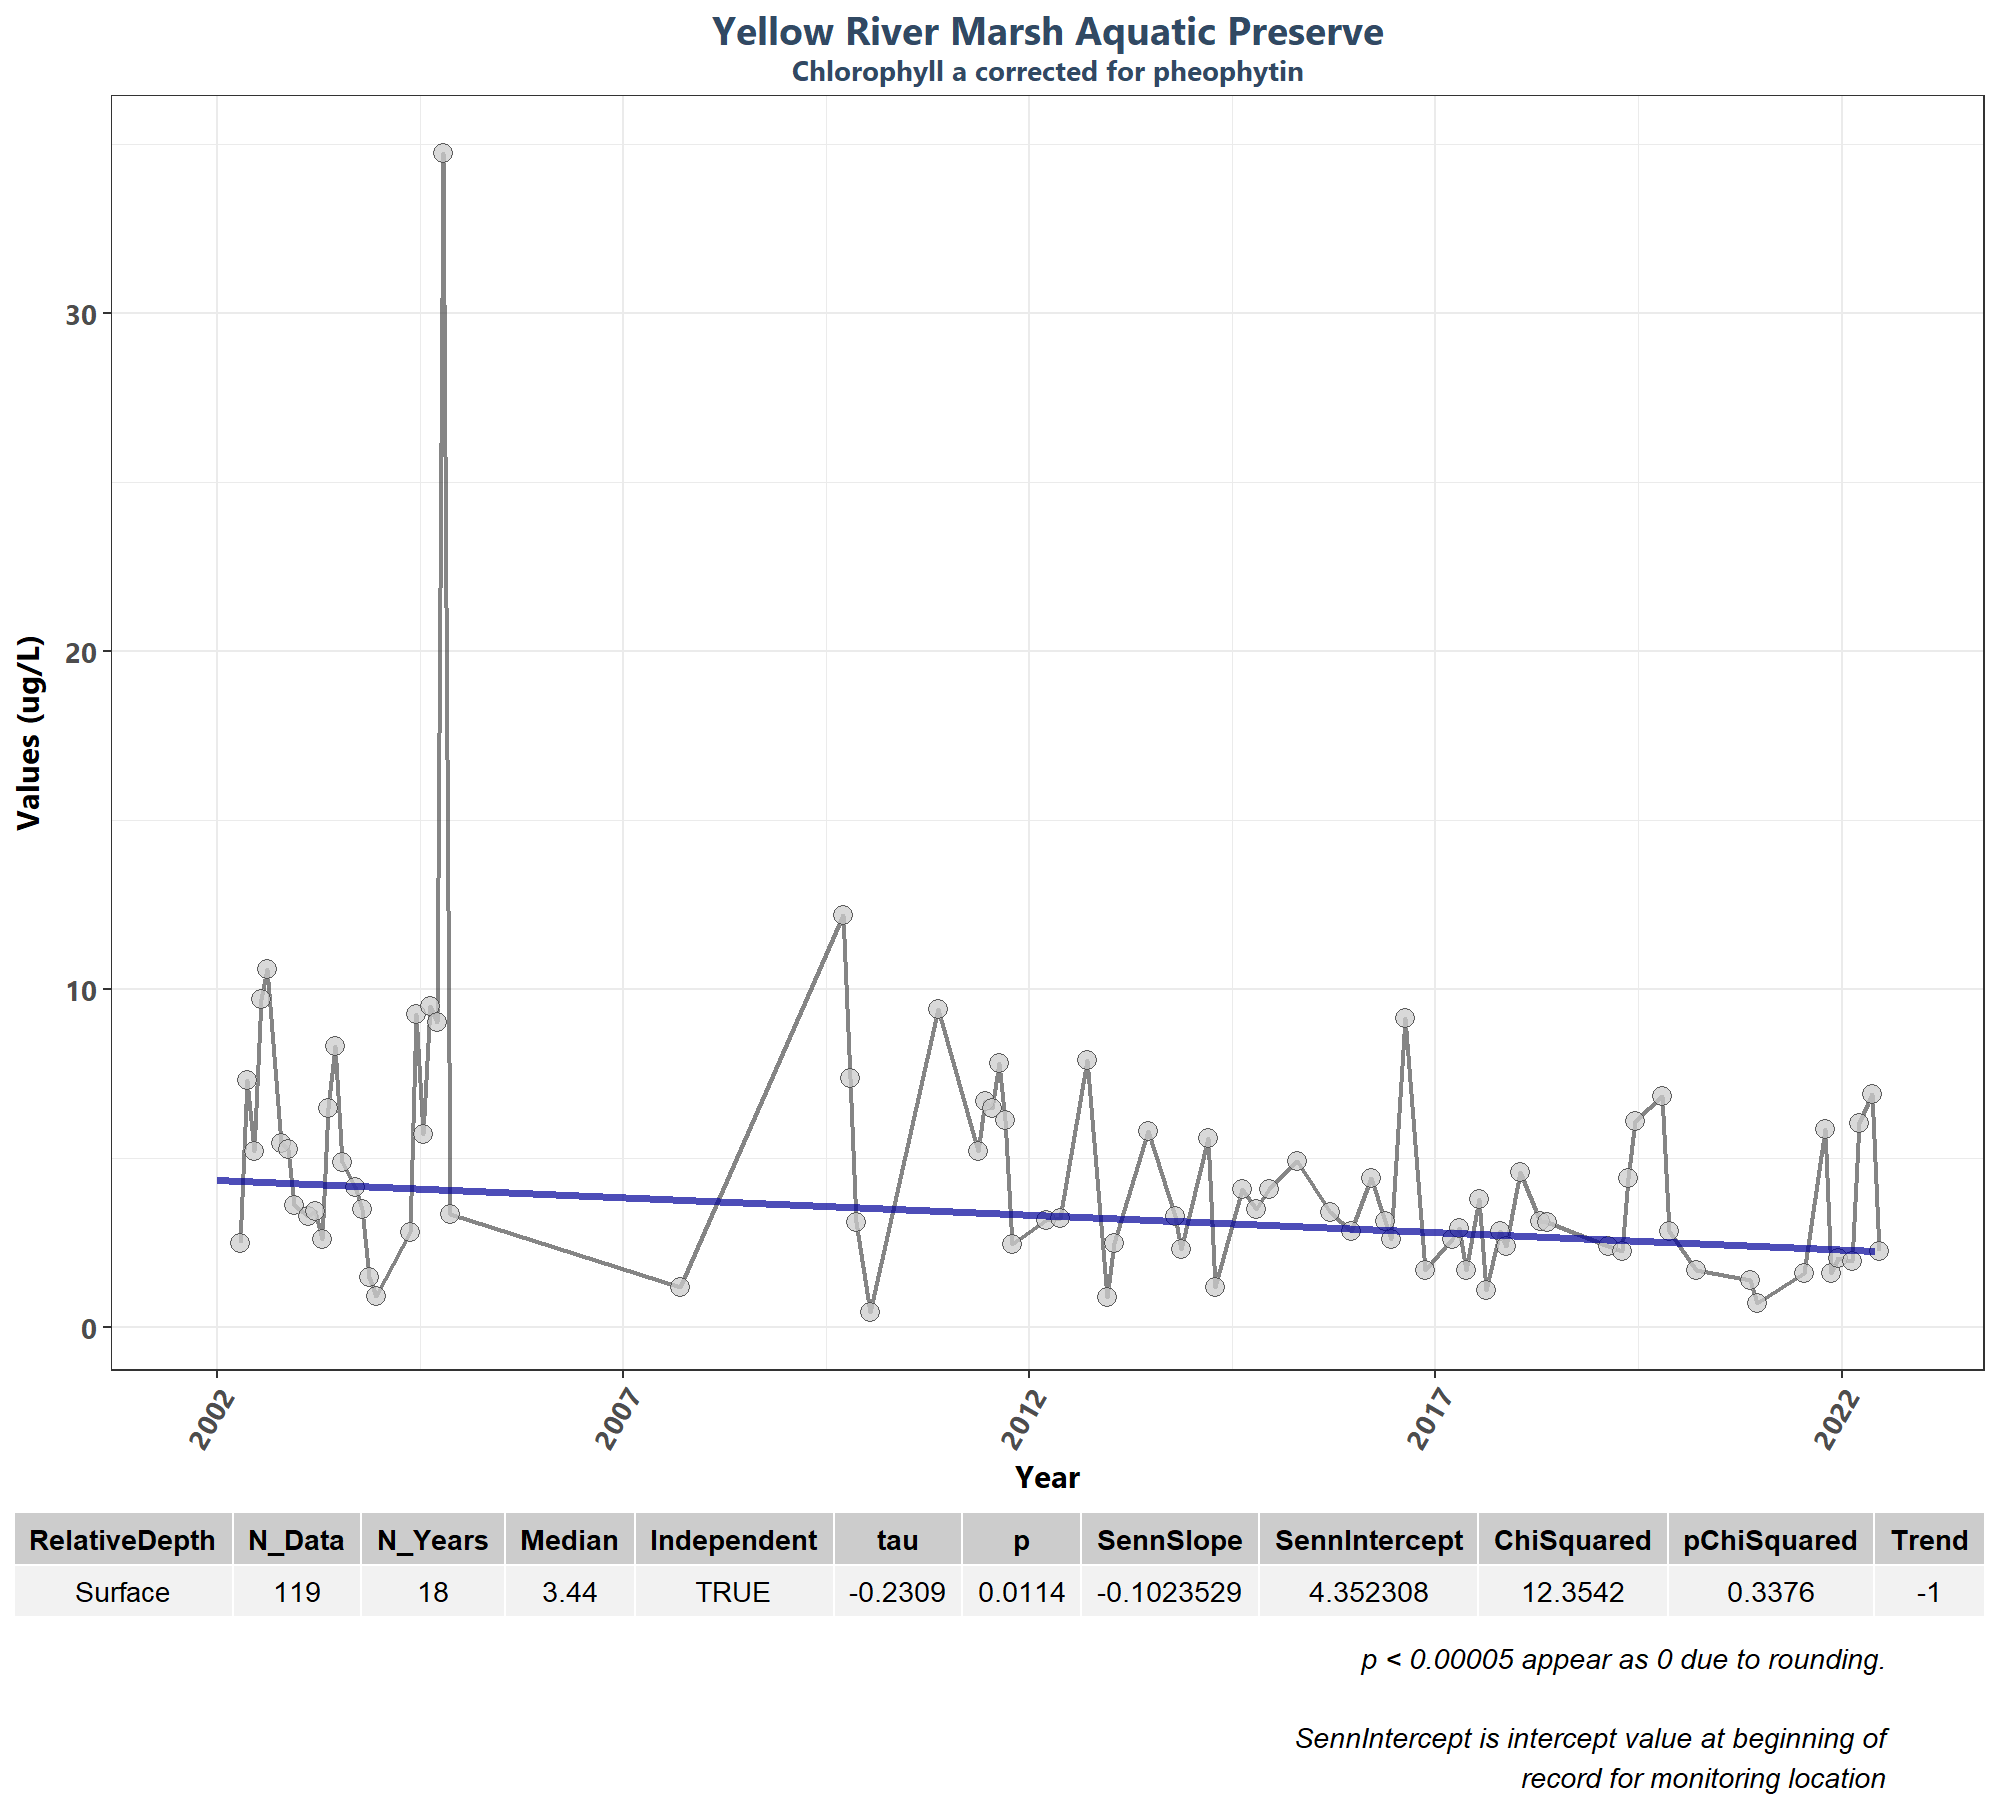 Yellow River Marsh Aquatic Preserve
Chlorophyll a corrected for pheophytin
Values (ug/L)
30
20
10
0
2002 2007 2012 2017 2022
Year
RelativeDepth N_Data N_Years Median Independent tau p SennSlope SennIntercept ChiSquared pChiSquared Trend
Surface 119 18 3.44 TRUE -0.2309 0.0114 -0.1023529 4.352308 12.3542 0.3376 -1
p < 0.00005 appear as 0 due to rounding.
SennIntercept is intercept value at beginning of
record for monitoring location